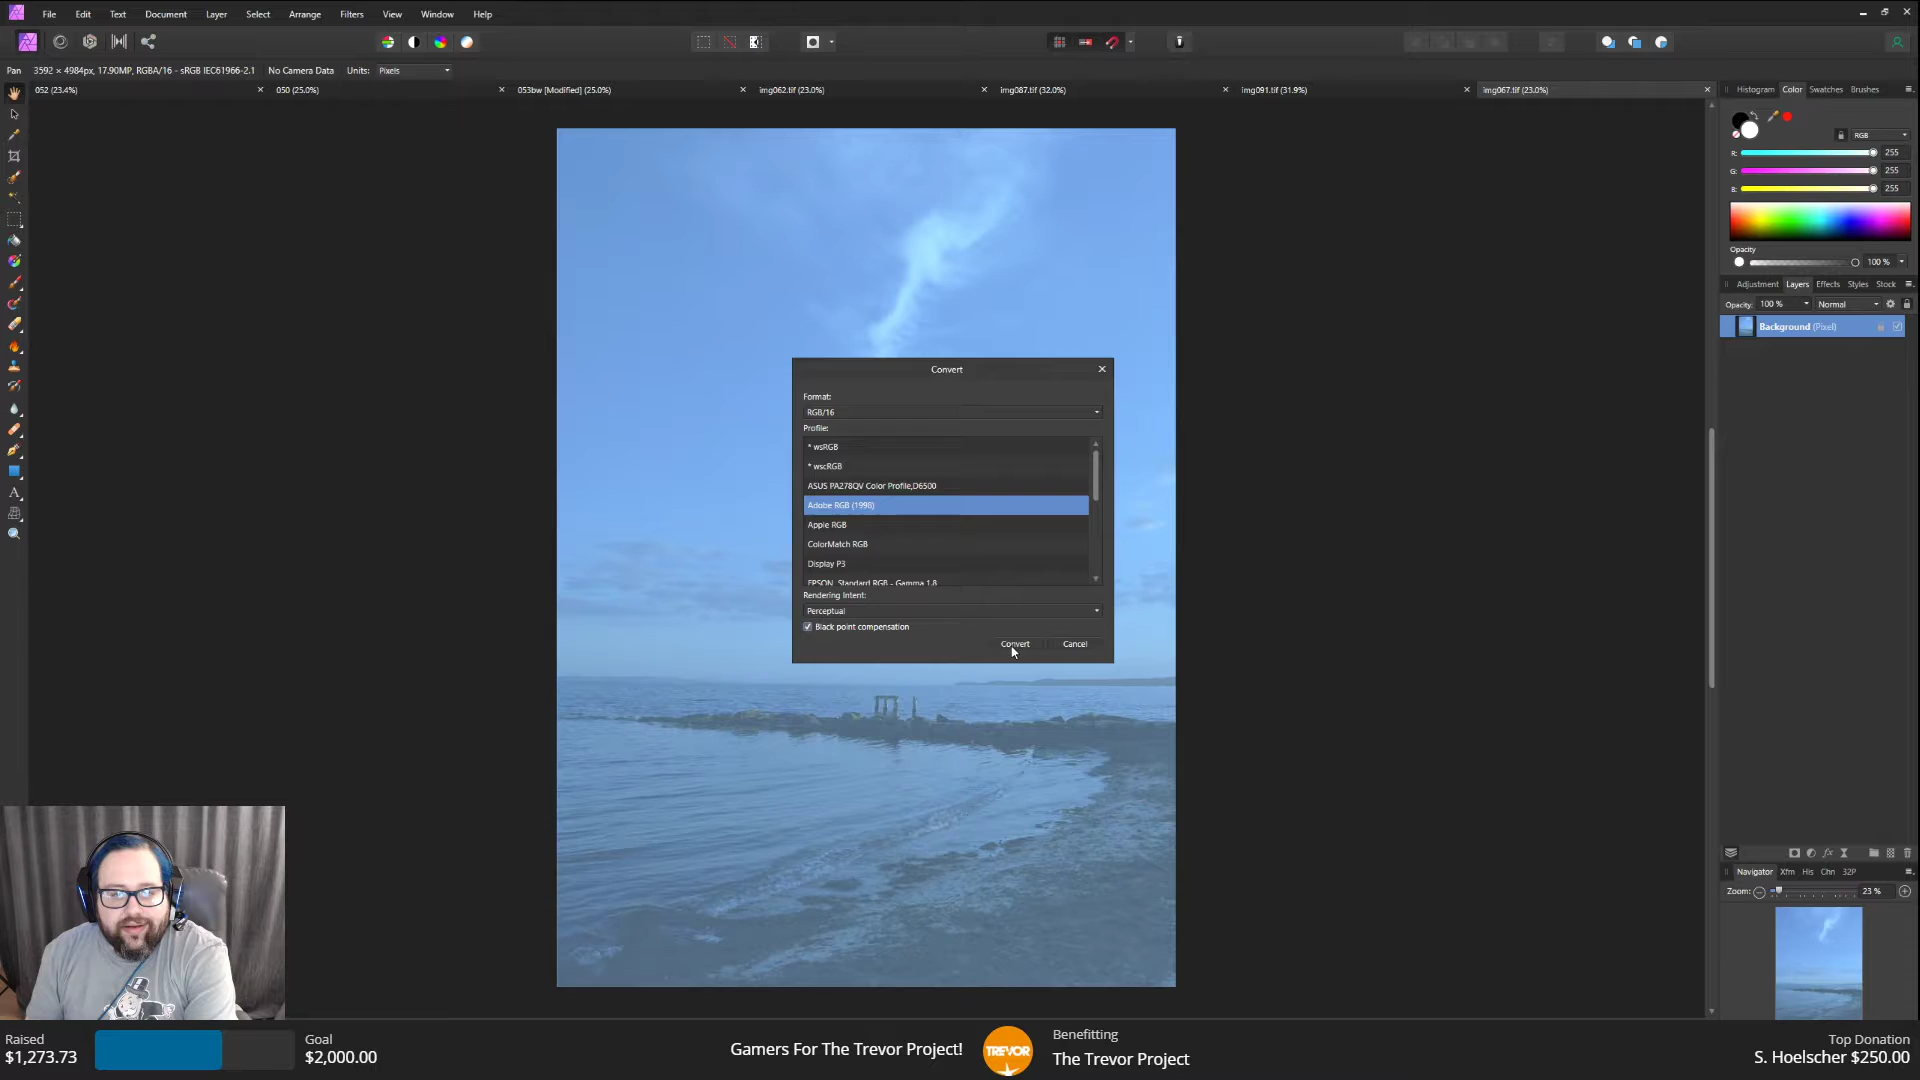 File Edit Text Document Layer Select Arrange Filters View Window Help
Pan 3592 × 4984px, 17.90MP, RGBA/16 - sRGB IEC61966-2.1 No Camera Data Units: Pixels
052 (23.4%) 050 (25.0%) 053bw [Modified] (25.0%) img062.tif (23.0%) img087.tif (32.0%) img091.tif (31.9%) img067.tif (23.0%)
Histogram Color Swatches Brushes
RGB
R: 255
G: 255
B: 255
Opacity
100 %
Adjustment Layers Effects Styles Stock
Opacity: 100 % Normal
Background (Pixel)
Convert
Format:
RGB/16
Profile:
* wsRGB
* wscRGB
ASUS PA278QV Color Profile,D6500
Adobe RGB (1998)
Apple RGB
ColorMatch RGB
Display P3
EPSON Standard RGB - Gamma 1.8
Rendering Intent:
Perceptual
Black point compensation
Convert Cancel
Navigator Xfm His Chn 32P
Zoom: 23 %
Raised
$1,273.73
Goal
$2,000.00
Gamers For The Trevor Project!
TREVOR
Benefitting
The Trevor Project
Top Donation
S. Hoelscher $250.00